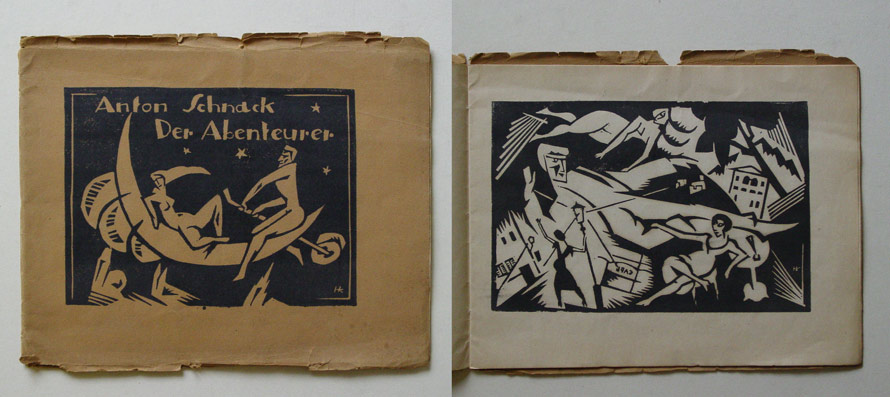 Anton Schnack
Der Abenteurer